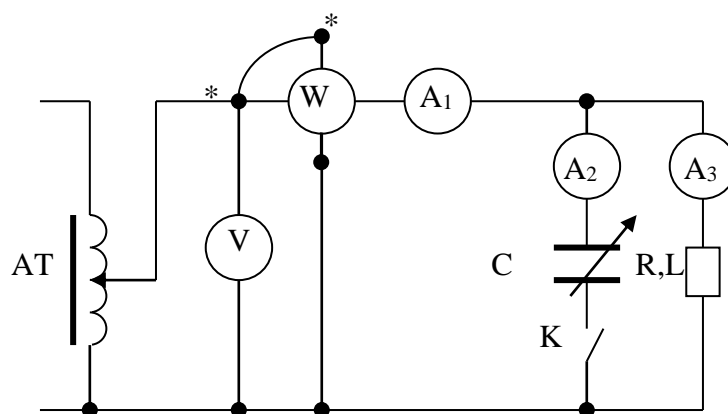 *
* W A₁
A₂ A₃
V
AT C R,L
K